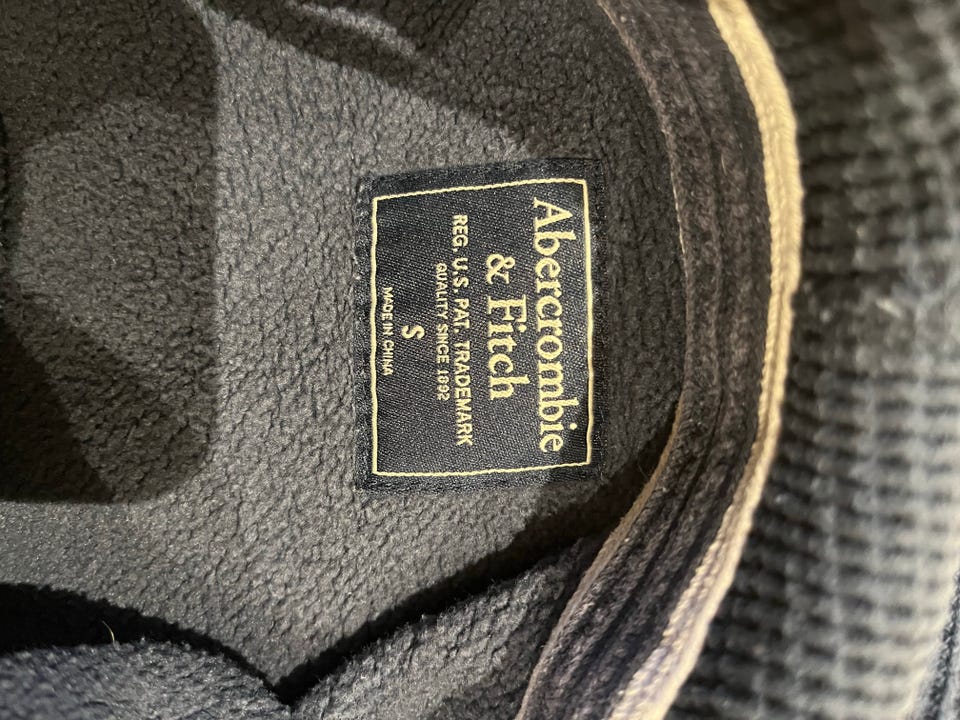 Abercrombie
& Fitch
REG. U.S. PAT. TRADEMARK
QUALITY SINCE 1892
S
MADE IN CHINA